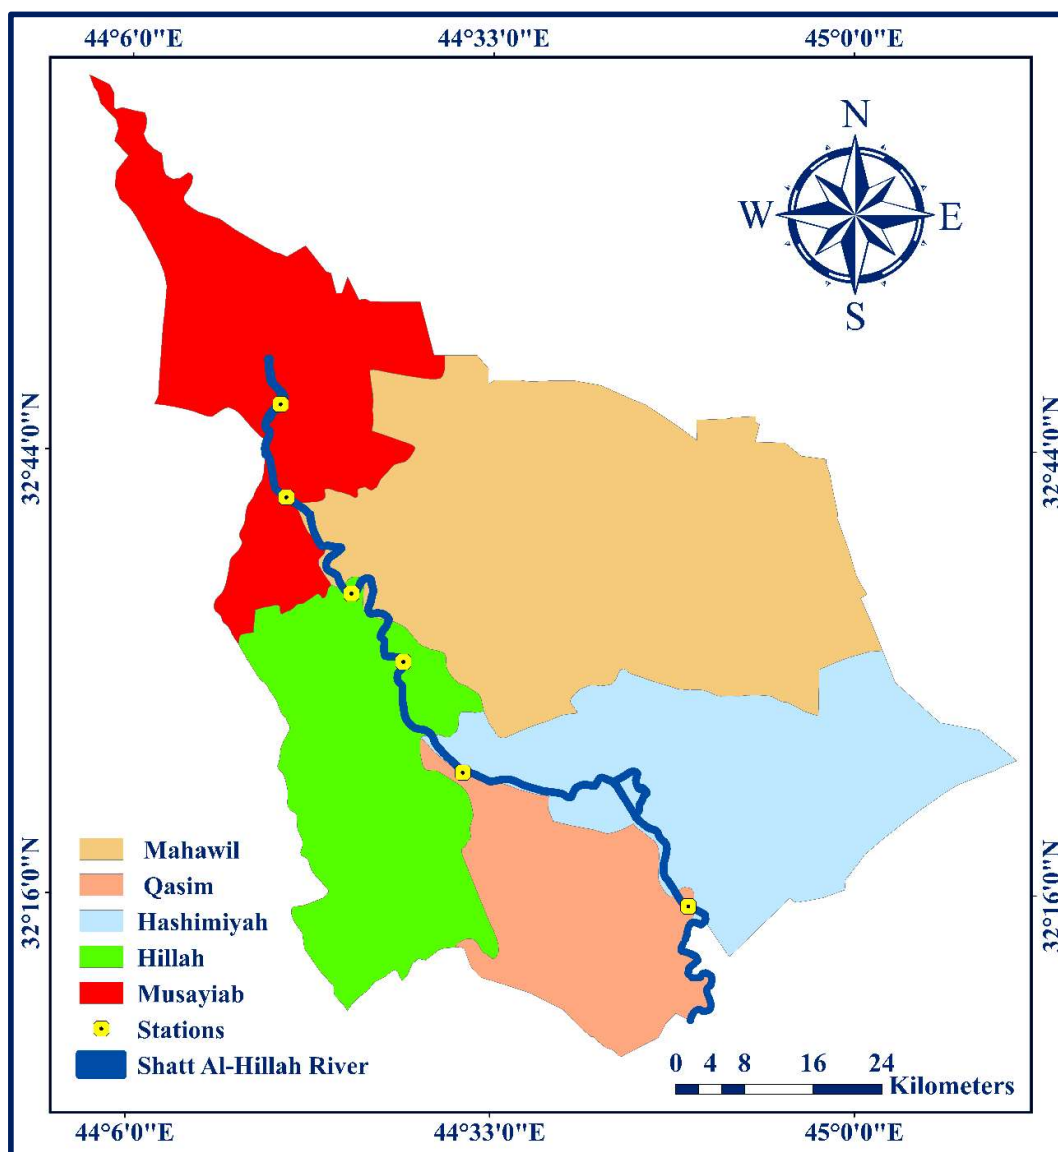 44°6'0"E 44°33'0"E 45°0'0"E
N
W E
S
32°44'0"N 32°44'0"N
Mahawil
Qasim
32°16'0"N 32°16'0"N
Hashimiyah
Hillah
Musayiab
Stations
Shatt Al-Hillah River
0 4 8 16 24
Kilometers
44°6'0"E 44°33'0"E 45°0'0"E